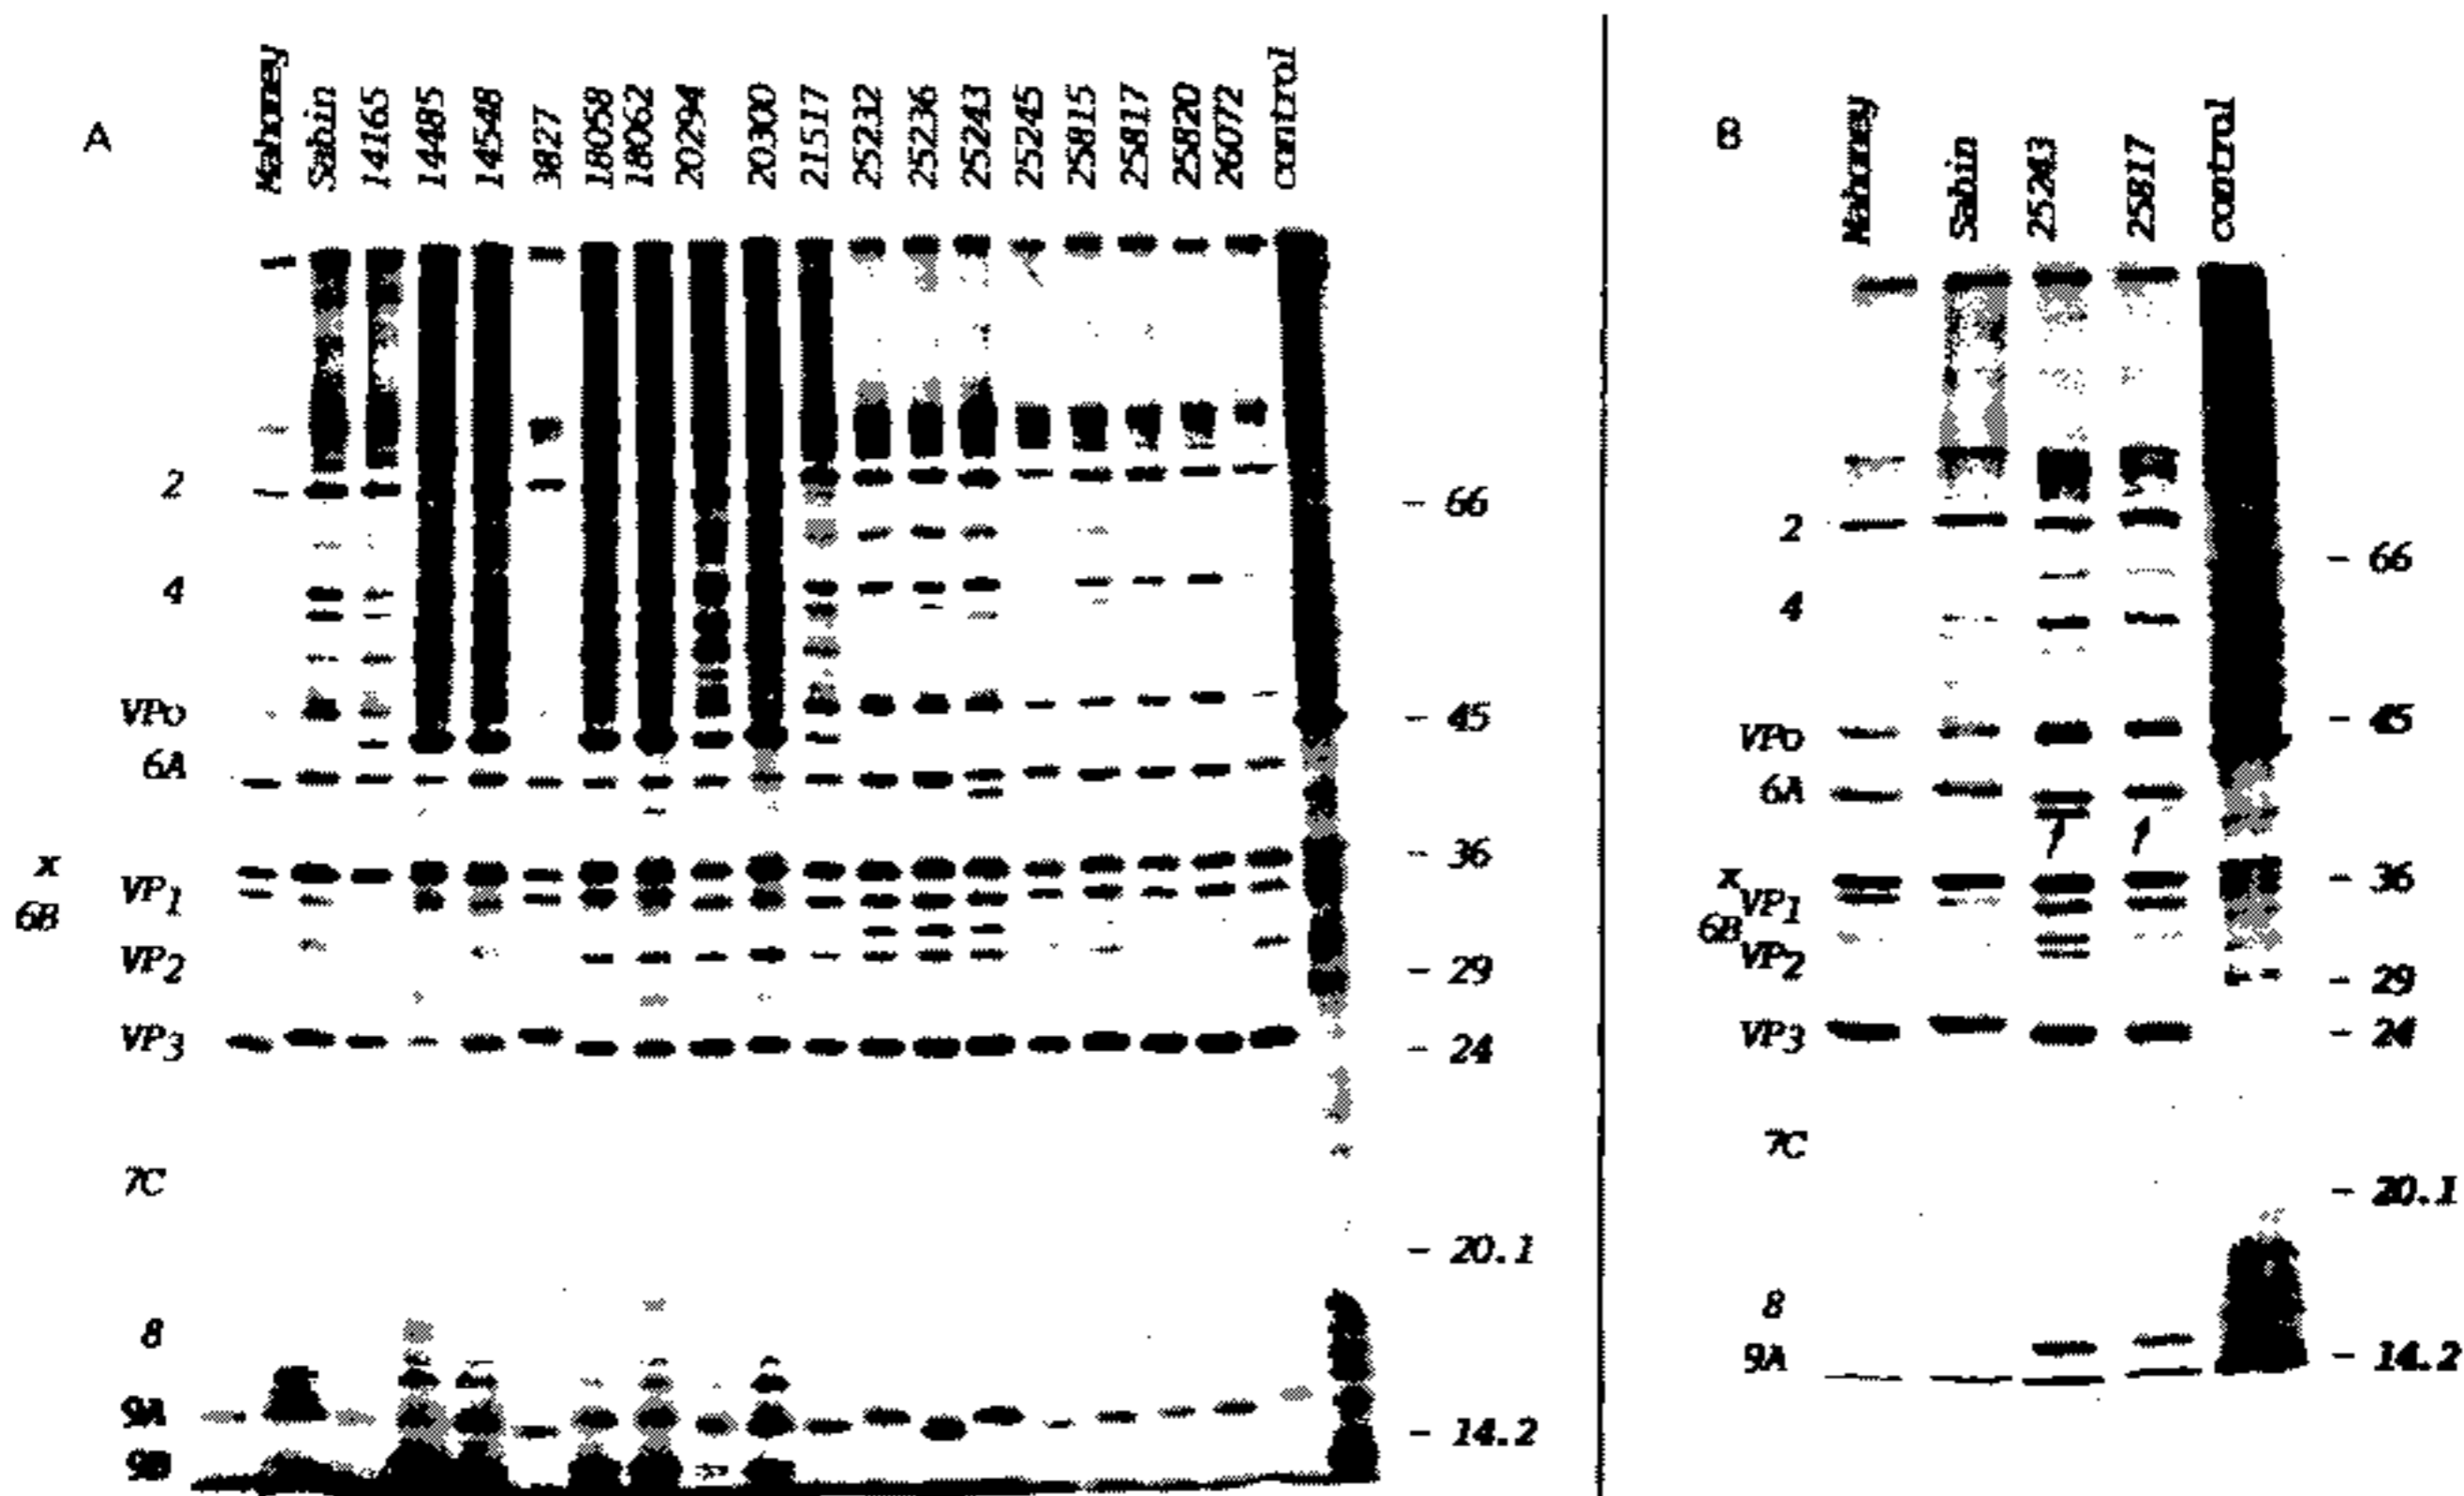 A
Mahoney
Sabin
14165
14485
14548
3827
18058
18062
20294
20300
21517
25232
25236
25243
25245
25815
25817
25820
26072
control
2
4
VPO
6A
x
VP1
6B
VP2
VP3
7C
8
9A
9B
- 66
- 45
- 36
- 29
- 24
- 20.1
- 14.2
B
Mahoney
Sabin
25243
25817
control
2
4
VPO
6A
x
VP1
6B
VP2
VP3
7C
8
9A
- 66
- 45
- 36
- 29
- 24
- 20.1
- 14.2